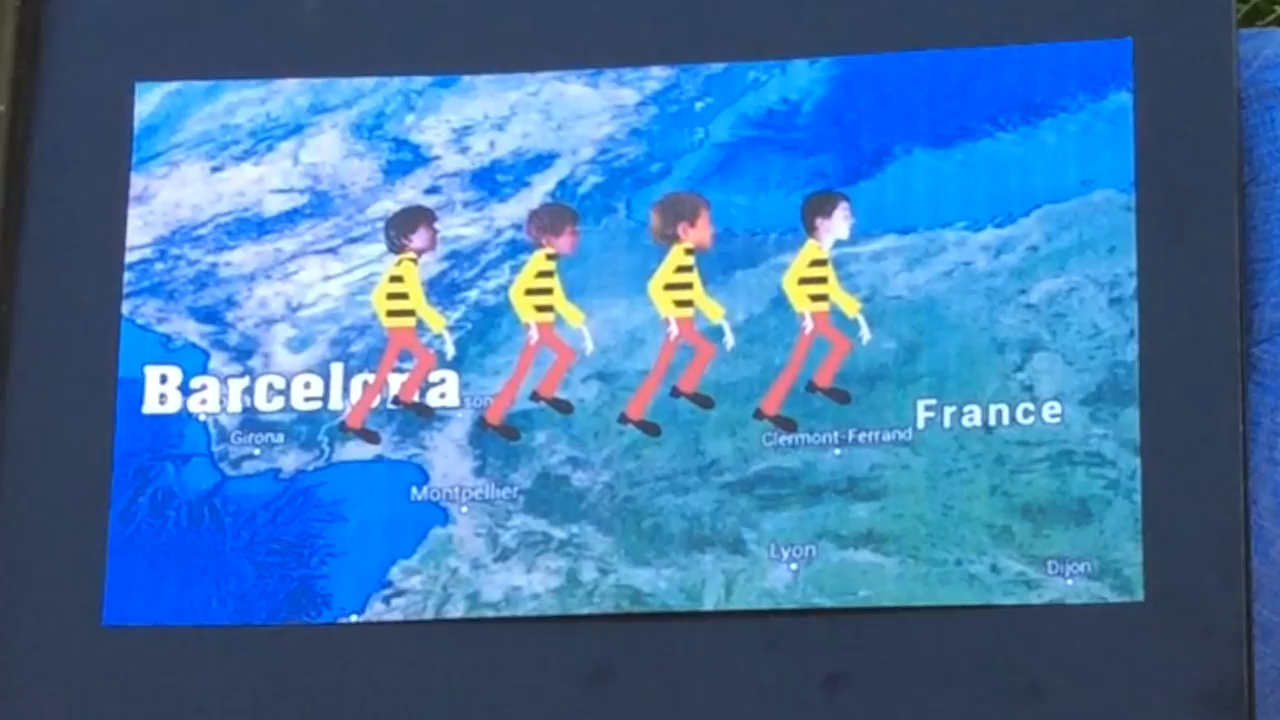 Barcelona
Girona
Montpellier
Clermont-Ferrand
France
Lyon
Dijon